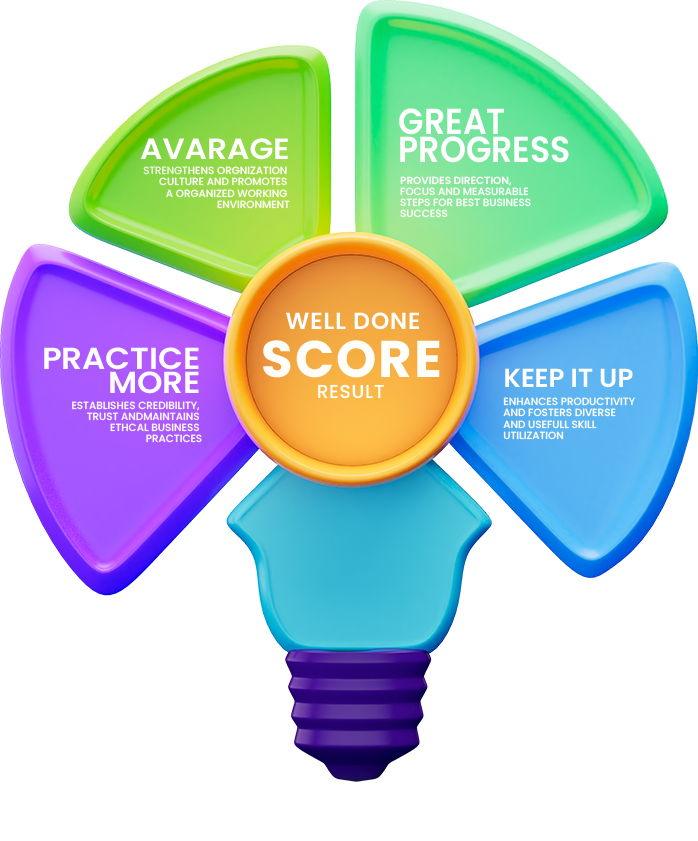 AVARAGE
STRENGTHENS ORGNIZATION
CULTURE AND PROMOTES
A ORGANIZED WORKING
ENVIRONMENT
GREAT
PROGRESS
PROVIDES DIRECTION,
FOCUS AND MEASURABLE
STEPS FOR BEST BUSINESS
SUCCESS
PRACTICE
MORE
ESTABLISHES CREDIBILITY,
TRUST ANDMAINTAINS
ETHCAL BUSINESS
PRACTICES
WELL DONE
SCORE
RESULT
KEEP IT UP
ENHANCES PRODUCTIVITY
AND FOSTERS DIVERSE
AND USEFULL SKILL
UTILIZATION